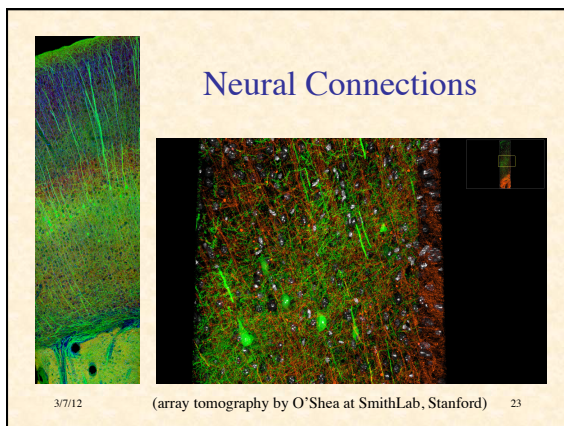 Neural Connections
3/7/12
(array tomography by O'Shea at SmithLab, Stanford)
23